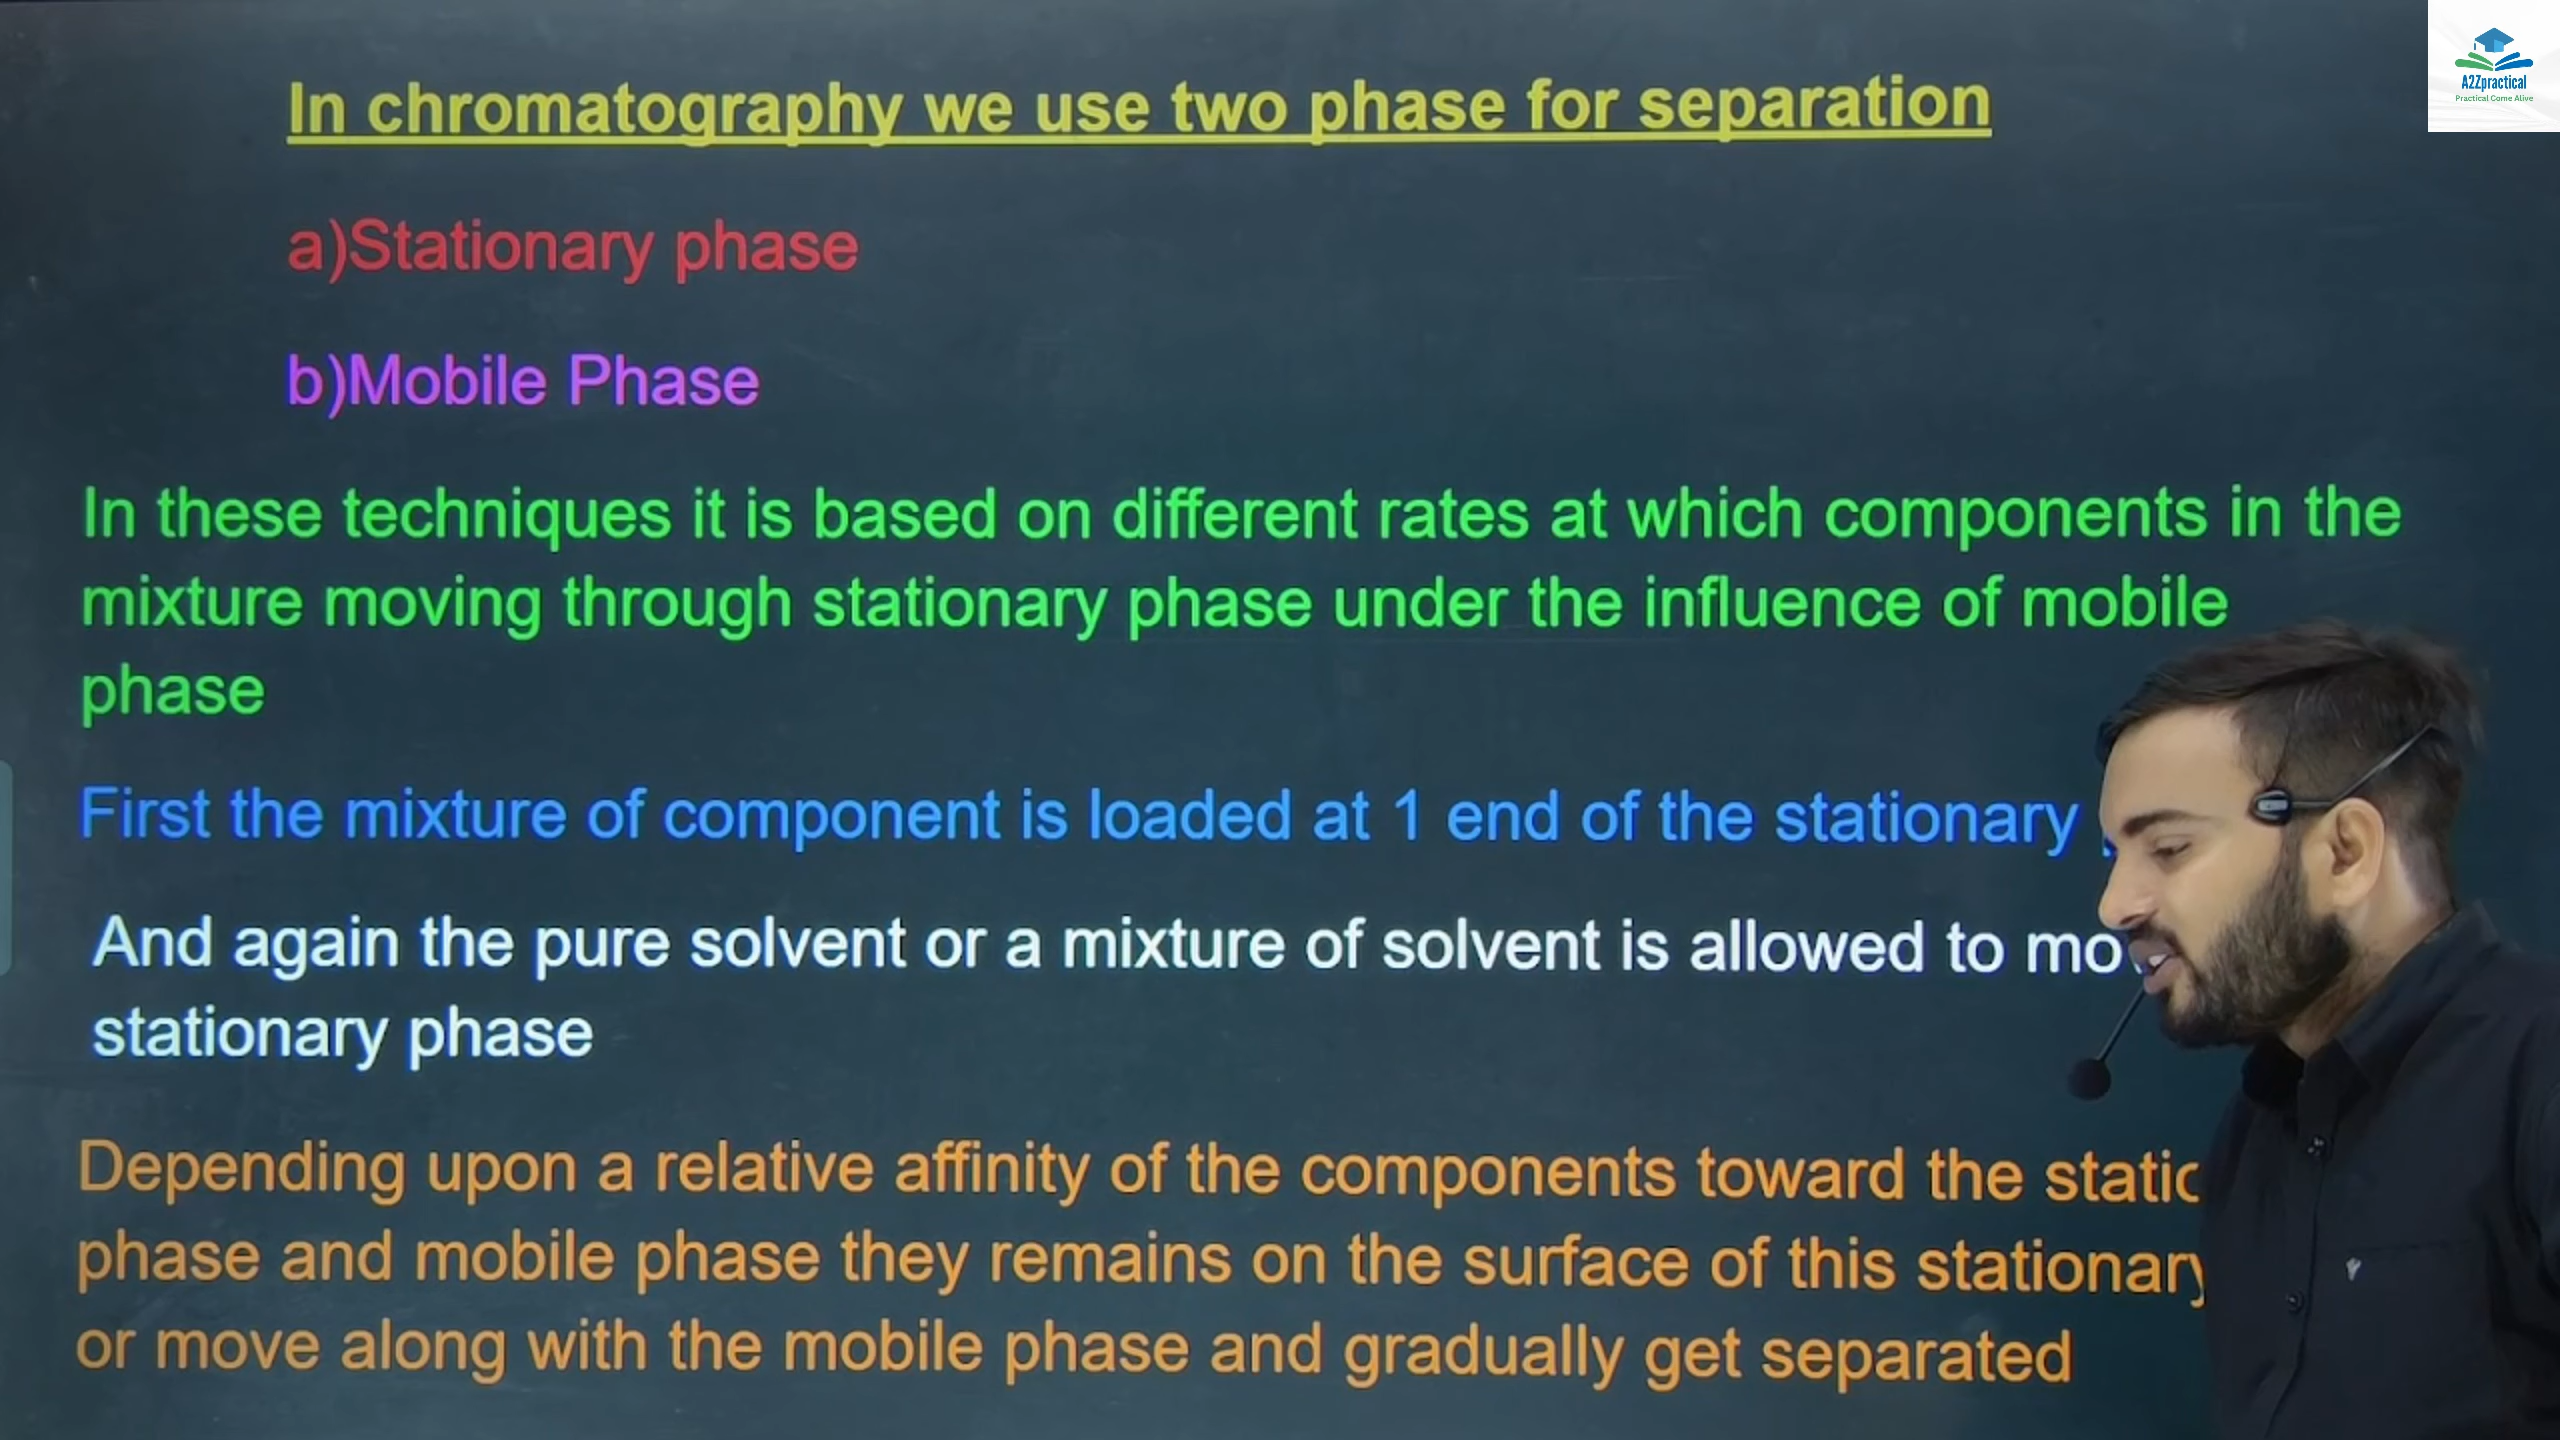 A2Zpractical
Practical Come Alive
In chromatography we use two phase for separation
a)Stationary phase
b)Mobile Phase
In these techniques it is based on different rates at which components in the
mixture moving through stationary phase under the influence of mobile
phase
First the mixture of component is loaded at 1 end of the stationary
And again the pure solvent or a mixture of solvent is allowed to
stationary phase
Depending upon a relative affinity of the components toward the
phase and mobile phase they remains on the surface of this stationary
or move along with the mobile phase and gradually get separated